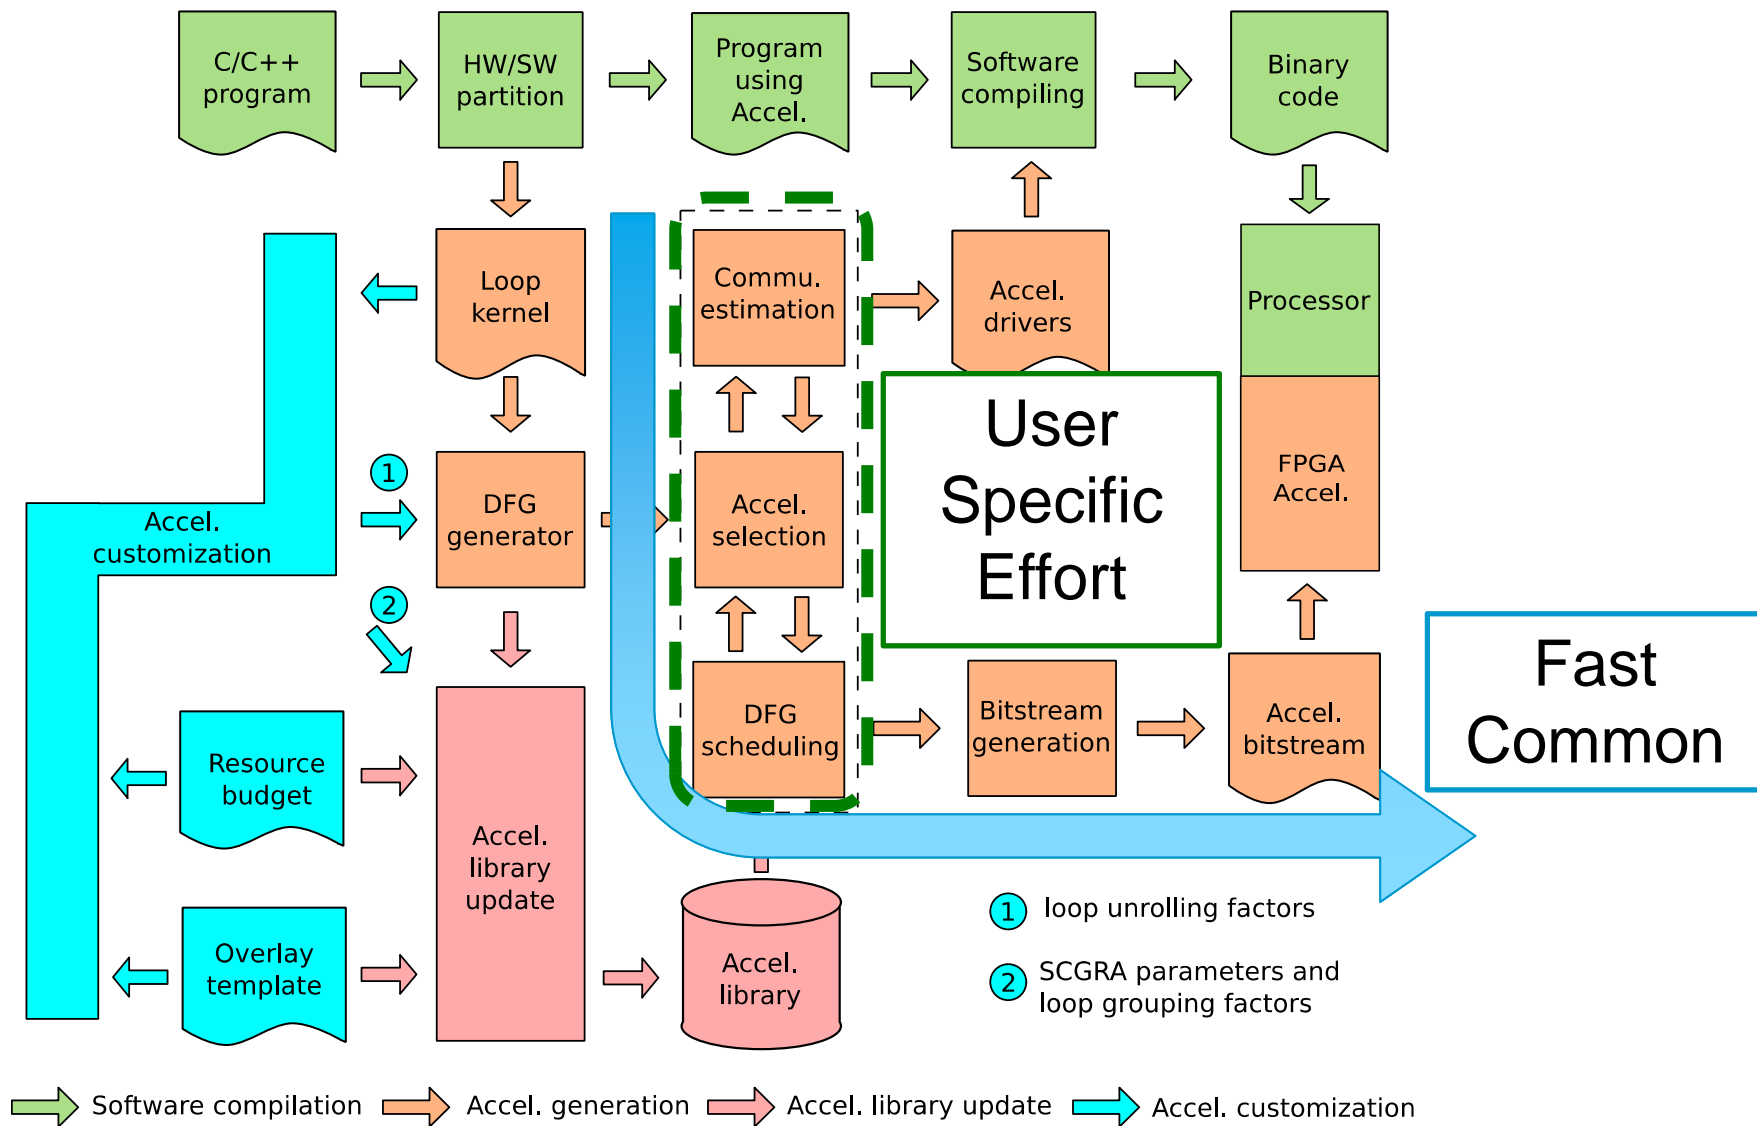 C/C++
program
HW/SW
partition
Program
using
Accel.
Software
compiling
Binary
code
Loop
kernel
Commu.
estimation
Accel.
drivers
Processor
User
Specific
Effort
1
DFG
generator
Accel.
selection
FPGA
Accel.
Accel.
customization
2
Fast
Common
Resource
budget
DFG
scheduling
Bitstream
generation
Accel.
bitstream
Accel.
library
update
Overlay
template
Accel.
library
1 loop unrolling factors
2 SCGRA parameters and
loop grouping factors
Software compilation
Accel. generation
Accel. library update
Accel. customization